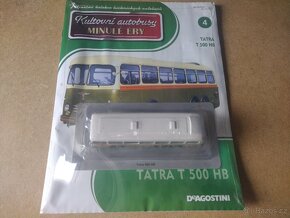 Kultovní autobusy
MINULÉ ÉRY
4
TATRA
T 500 HB
TATRA T 500 HB
DeAGOSTINI